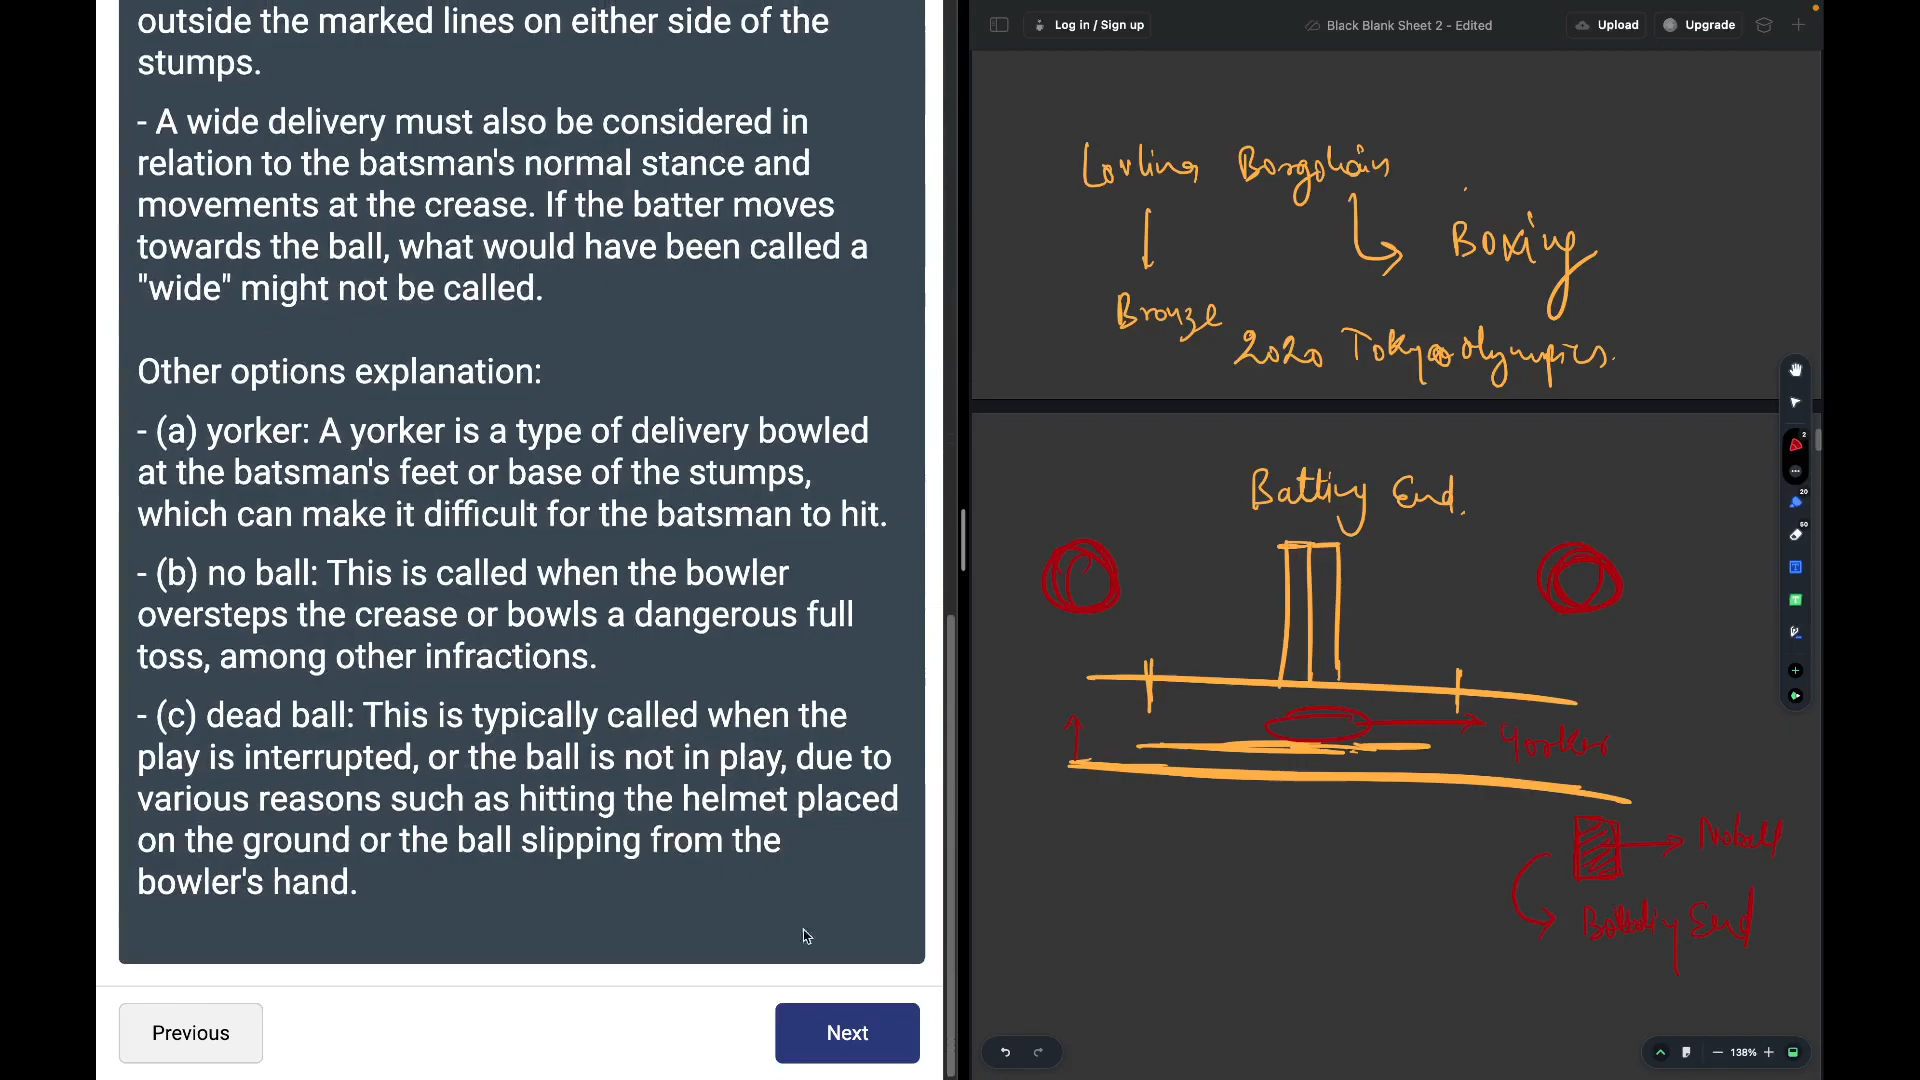 outside the marked lines on either side of the
stumps.
- A wide delivery must also be considered in
relation to the batsman's normal stance and
movements at the crease. If the batter moves
towards the ball, what would have been called a
"wide" might not be called.
Other options explanation:
- (a) yorker: A yorker is a type of delivery bowled
at the batsman's feet or base of the stumps,
which can make it difficult for the batsman to hit.
- (b) no ball: This is called when the bowler
oversteps the crease or bowls a dangerous full
toss, among other infractions.
- (c) dead ball: This is typically called when the
play is interrupted, or the ball is not in play, due to
various reasons such as hitting the helmet placed
on the ground or the ball slipping from the
bowler's hand.
Previous
Next
Log in / Sign up
Black Blank Sheet 2 - Edited
Upload
Upgrade
Lovlina Borgohain
Boxing
Bronze
2020 Tokyo Olympics.
Batting End.
Yorker
Noball
End
2
20
50
138%